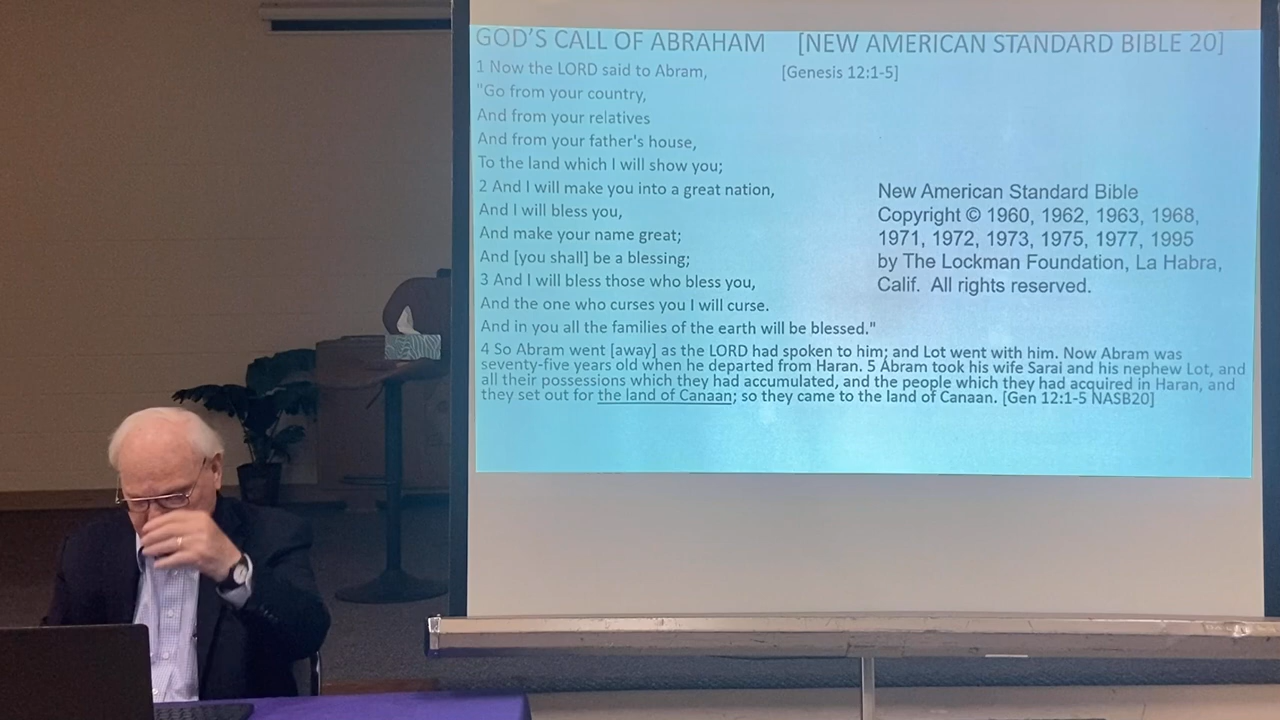 GOD'S CALL OF ABRAHAM [NEW AMERICAN STANDARD BIBLE 20]
1 Now the LORD said to Abram, [Genesis 12:1-5]
"Go from your country,
And from your relatives
And from your father's house,
To the land which I will show you;
2 And I will make you into a great nation,
And I will bless you,
And make your name great;
And [you shall] be a blessing;
3 And I will bless those who bless you,
And the one who curses you I will curse.
And in you all the families of the earth will be blessed."
4 So Abram went [away] as the LORD had spoken to him; and Lot went with him. Now Abram was
seventy-five years old when he departed from Haran. 5 Abram took his wife Sarai and his nephew Lot, and
all their possessions which they had accumulated, and the people which they had acquired in Haran, and
they set out for the land of Canaan; so they came to the land of Canaan. [Gen 12:1-5 NASB20]
New American Standard Bible
Copyright © 1960, 1962, 1963, 1968,
1971, 1972, 1973, 1975, 1977, 1995
by The Lockman Foundation, La Habra,
Calif. All rights reserved.